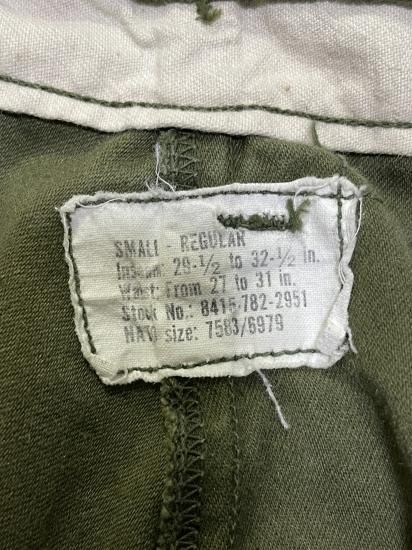 SMALL - REGULAR
Inseam: 29-1/2 to 32-1/2 in.
Waist: From 27 to 31 in.
Stock No.: 8415-782-2951
NATO size: 7583/6979